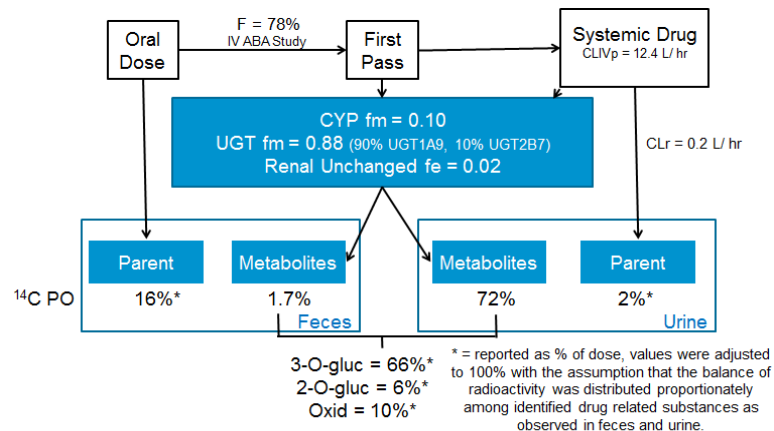 F = 78%
IV ABA Study
Oral
Dose
First
Pass
Systemic Drug
CLIVp = 12.4 L/ hr
CYP fm = 0.10
UGT fm = 0.88 (90% UGT1A9, 10% UGT2B7)
Renal Unchanged fe = 0.02
CLr = 0.2 L/ hr
Parent
Metabolites
Metabolites
Parent
¹⁴C PO
16%*
1.7%
72%
2%*
Feces
Urine
3-O-gluc = 66%*
2-O-gluc = 6%*
Oxid = 10%*
* = reported as % of dose, values were adjusted
to 100% with the assumption that the balance of
radioactivity was distributed proportionately
among identified drug related substances as
observed in feces and urine.